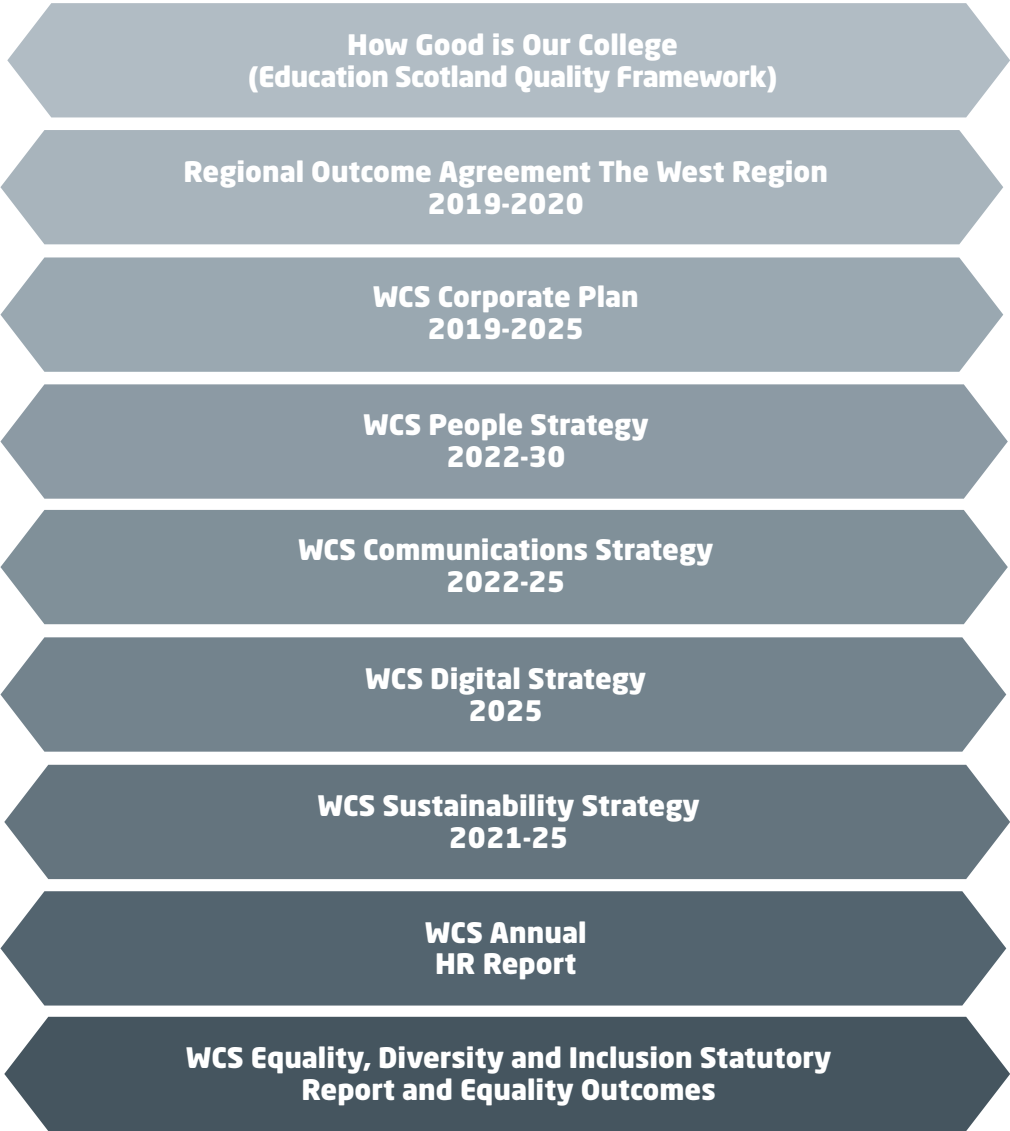 How Good is Our College
(Education Scotland Quality Framework)
Regional Outcome Agreement The West Region
2019-2020
WCS Corporate Plan
2019-2025
WCS People Strategy
2022-30
WCS Communications Strategy
2022-25
WCS Digital Strategy
2025
WCS Sustainability Strategy
2021-25
WCS Annual
HR Report
WCS Equality, Diversity and Inclusion Statutory
Report and Equality Outcomes